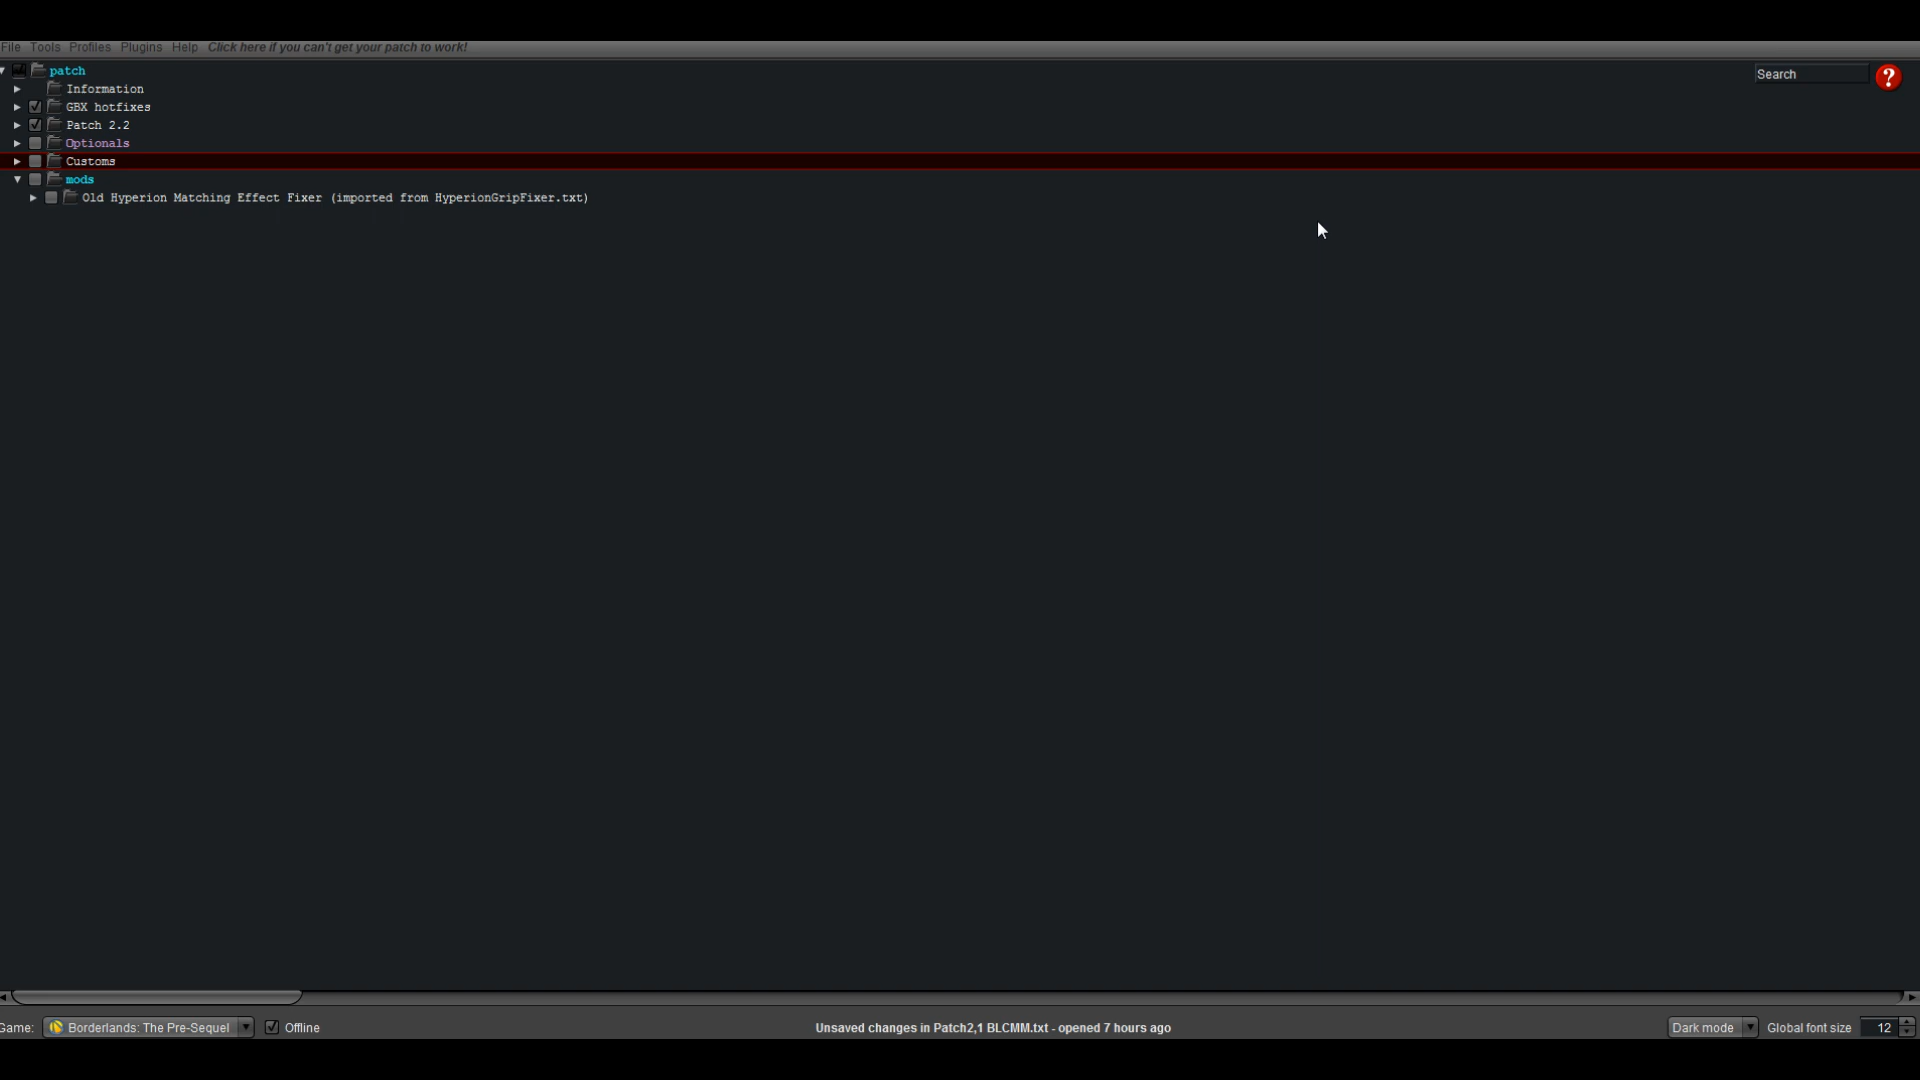 File Tools Profiles Plugins Help Click here if you can't get your patch to work!
patch
Search ?
Information
GBX hotfixes
Patch 2.2
Optionals
Customs
mods
Old Hyperion Matching Effect Fixer (imported from HyperionGripFixer.txt)
Game: Borderlands: The Pre-Sequel Offline Unsaved changes in Patch2,1 BLCMM.txt - opened 7 hours ago Dark mode Global font size 12